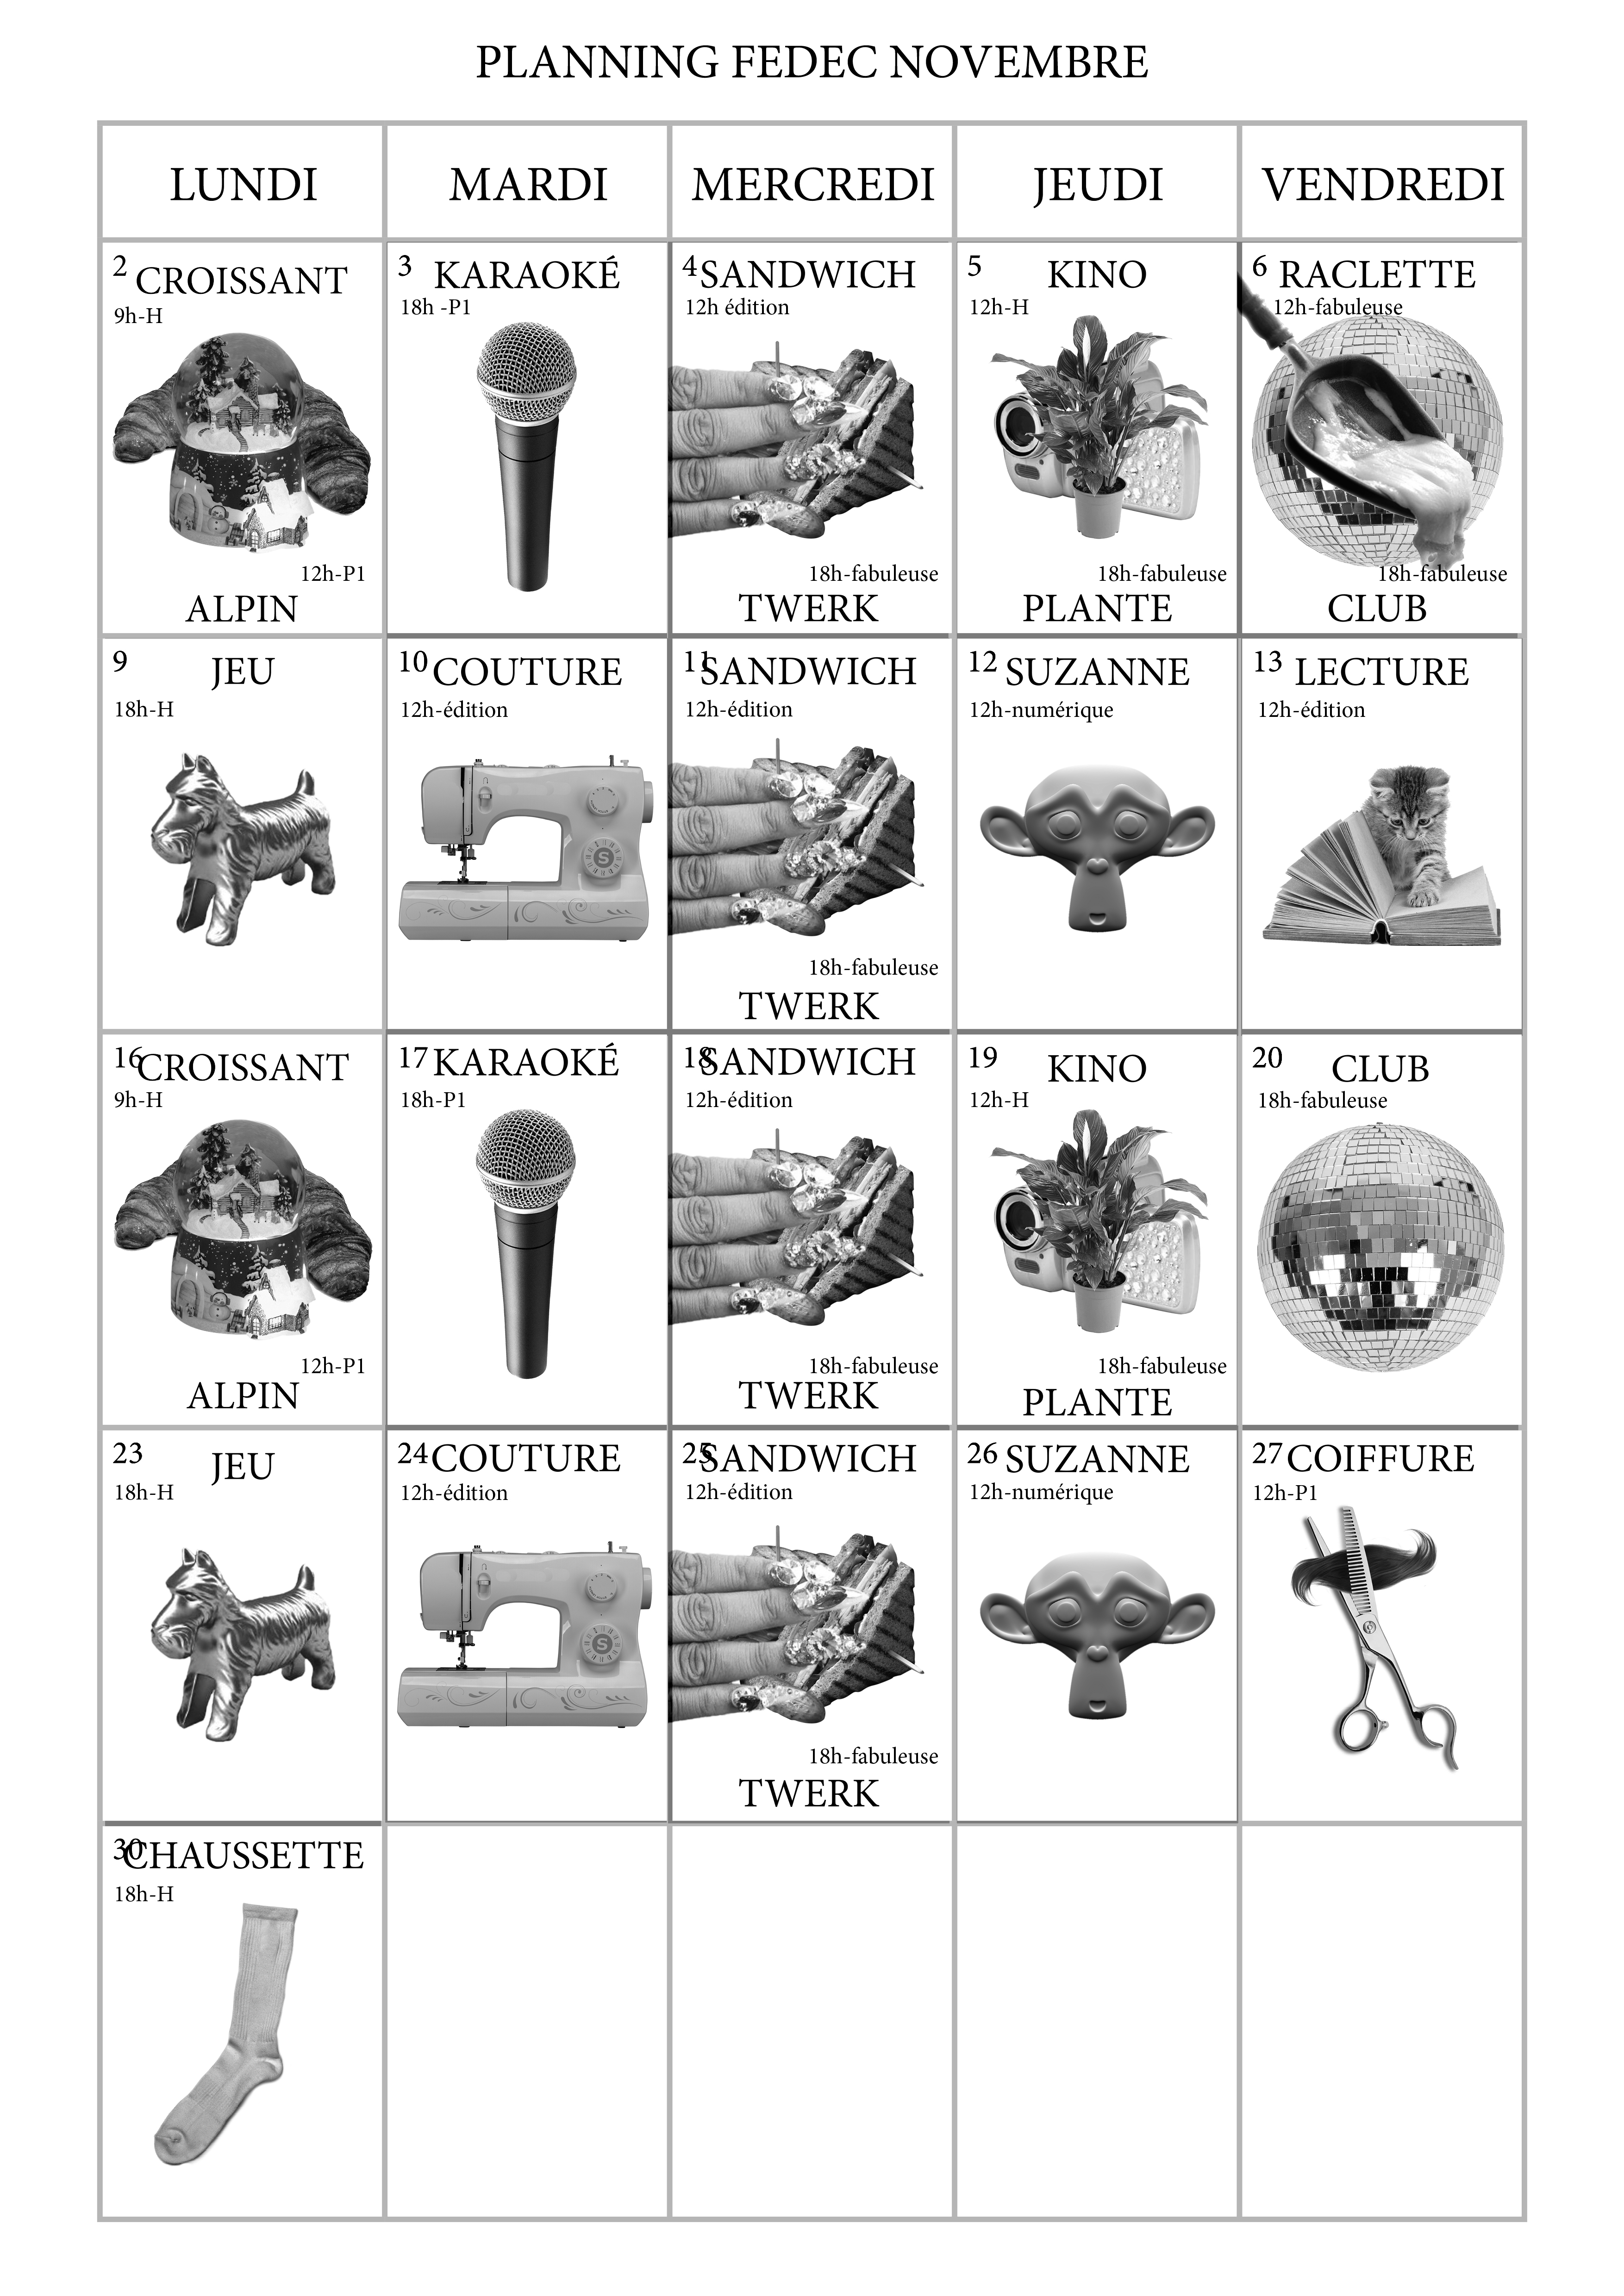 PLANNING FEDEC NOVEMBRE
LUNDI
MARDI
MERCREDI
JEUDI
VENDREDI
2 CROISSANT
9h-H
12h-P1
ALPIN
3 KARAOKÉ
18h -P1
4 SANDWICH
12h édition
18h-fabuleuse
TWERK
5 KINO
12h-H
18h-fabuleuse
PLANTE
6 RACLETTE
12h-fabuleuse
18h-fabuleuse
CLUB
9 JEU
18h-H
10 COUTURE
12h-édition
11 SANDWICH
12h-édition
18h-fabuleuse
TWERK
12 SUZANNE
12h-numérique
13 LECTURE
12h-édition
16 CROISSANT
9h-H
12h-P1
ALPIN
17 KARAOKÉ
18h-P1
18 SANDWICH
12h-édition
18h-fabuleuse
TWERK
19 KINO
12h-H
18h-fabuleuse
PLANTE
20 CLUB
18h-fabuleuse
23 JEU
18h-H
24 COUTURE
12h-édition
25 SANDWICH
12h-édition
18h-fabuleuse
TWERK
26 SUZANNE
12h-numérique
27 COIFFURE
12h-P1
30 CHAUSSETTE
18h-H